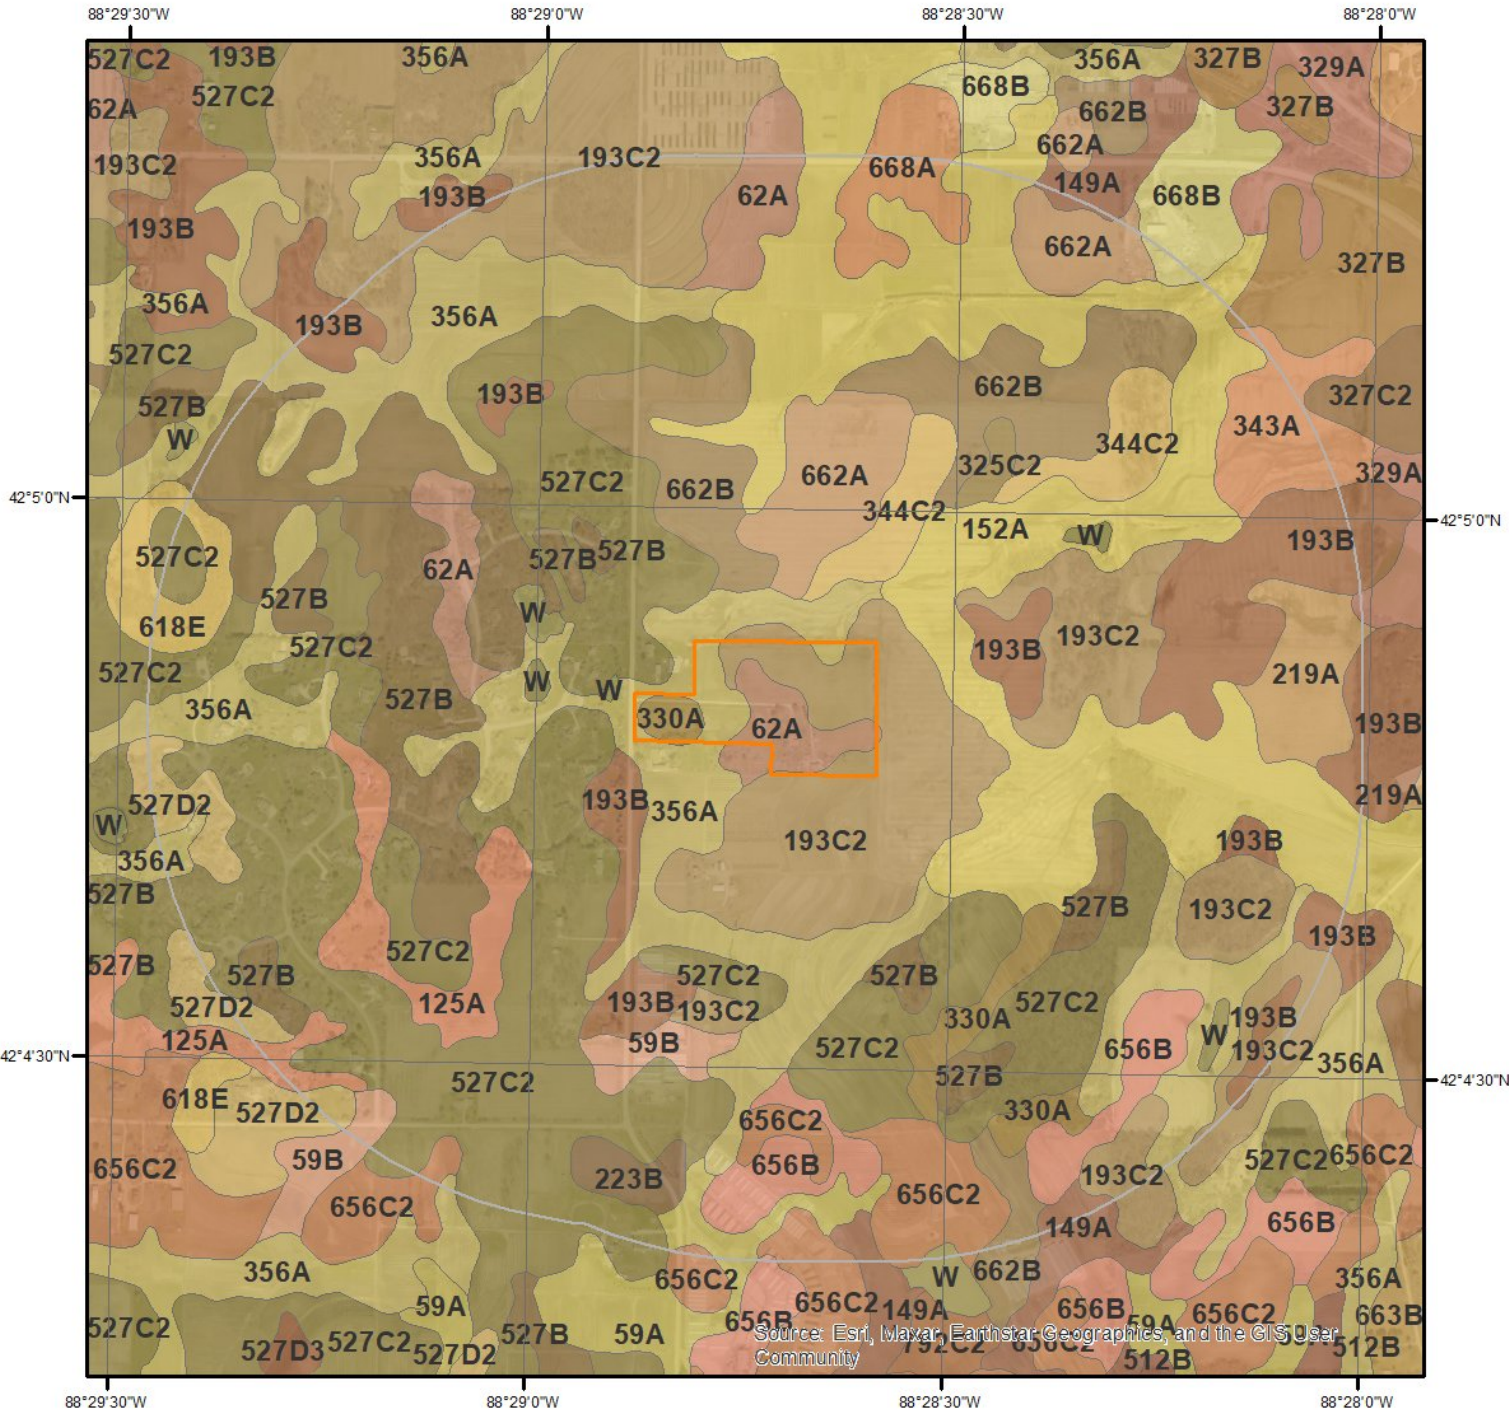 88°29'30"W 88°29'0"W 88°28'30"W 88°28'0"W
527C2 193B 356A 356A 327B 329A
668B
62A 527C2 662B 327B
193C2 356A 193C2 668A 662A
193B 62A 149A 668B
193B 662A 327B
356A 193B 356A
527C2
527B 193B 662B 327C2
W 344C2 343A
42°5'0"N 527C2 662B 662A 325C2 329A
344C2 152A W 42°5'0"N
527C2 62A 527B 527B 193B
527B W
618E 527C2 193B 193C2
527C2 527B W W 219A
356A 330A 62A 193B
527D2 193B 356A 219A
W 356A 193C2 193B
527B 527B 193C2
527B 527B 527C2 527C2 527B 193B
527D2 125A 193B 193C2 330A 527C2 193B
125A 59B 527C2 656B W 193C2 356A
42°4'30"N 42°4'30"N
618E 527D2 527C2 527B
656C2 330A
656C2 59B 223B 656B 193C2 527C2 656C2
656C2 656C2 149A 656B
356A 656C2 W 662B 356A
59A 656B 656C2 149A 656B 59A 656C2 663B
527C2 527D3 527C2 527D2 527B 59A 792C2 656C2 512B 59A 512B
Source: Esri, Maxar, Earthstar Geographics, and the GIS User
Community
88°29'30"W 88°29'0"W 88°28'30"W 88°28'0"W